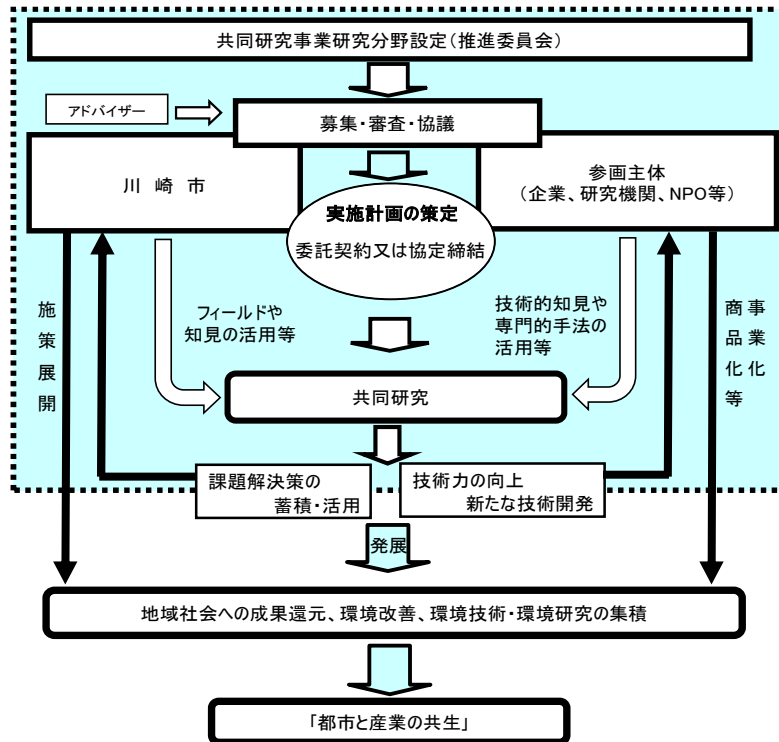 共同研究事業研究分野設定（推進委員会）
アドバイザー
募集・審査・協議
川　崎　市
参画主体
（企業、研究機関、NPO等）
実施計画の策定
委託契約又は協定締結
施策展開
フィールドや
知見の活用等
技術的知見や
専門的手法の
活用等
事業化
商品化等
共同研究
課題解決策の
蓄積・活用
技術力の向上
新たな技術開発
発展
地域社会への成果還元、環境改善、環境技術・環境研究の集積
「都市と産業の共生」